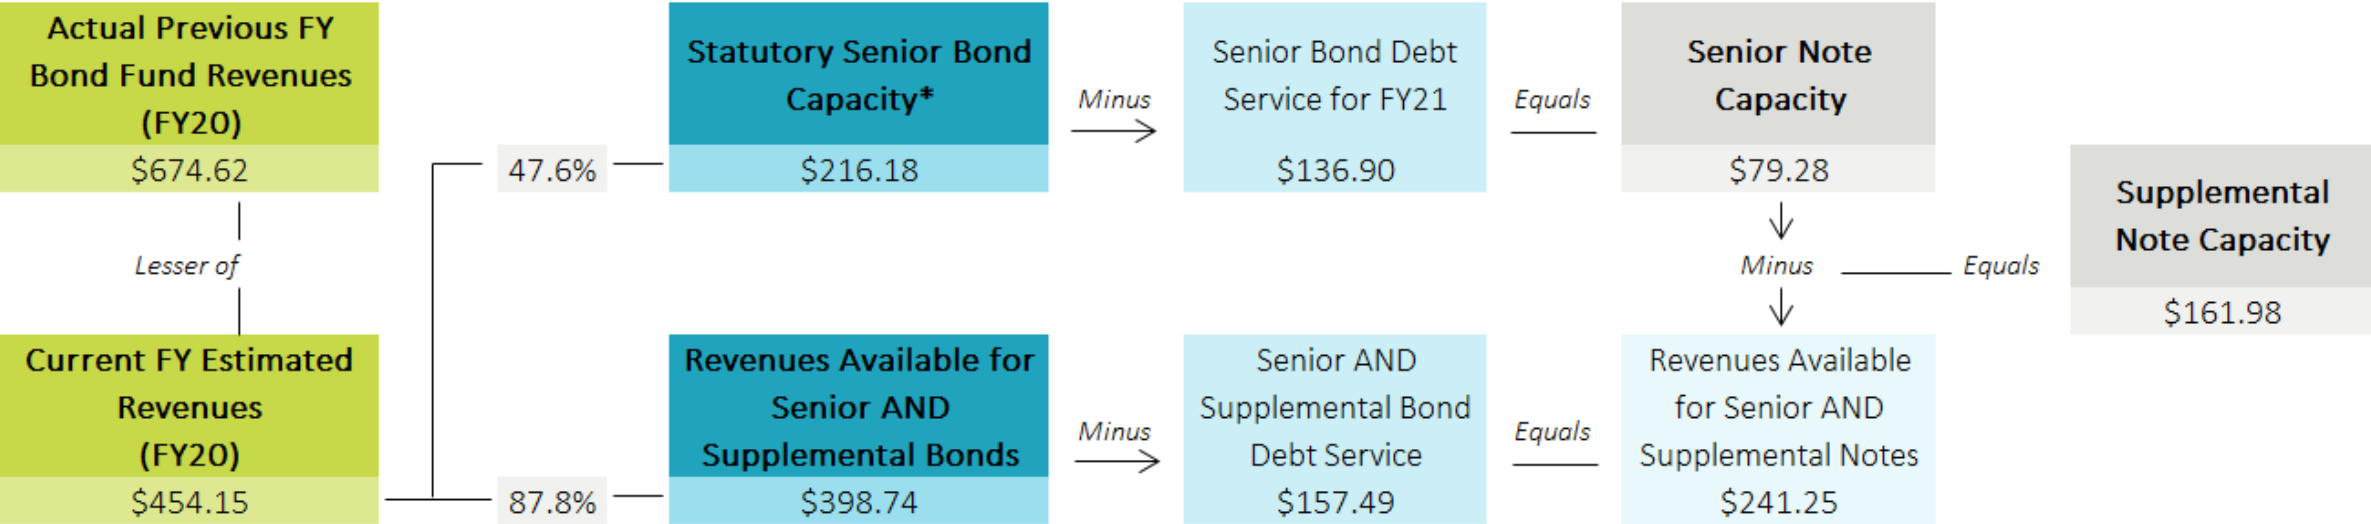 Actual Previous FY
Bond Fund Revenues
(FY20)
$674.62
Lesser of
Current FY Estimated
Revenues
(FY20)
$454.15
47.6%
87.8%
Statutory Senior Bond
Capacity*
$216.18
Minus
Senior Bond Debt
Service for FY21
$136.90
Equals
Senior Note
Capacity
$79.28
Revenues Available for
Senior AND
Supplemental Bonds
$398.74
Minus
Senior AND
Supplemental Bond
Debt Service
$157.49
Equals
Revenues Available
for Senior AND
Supplemental Notes
$241.25
Minus
Equals
Supplemental
Note Capacity
$161.98